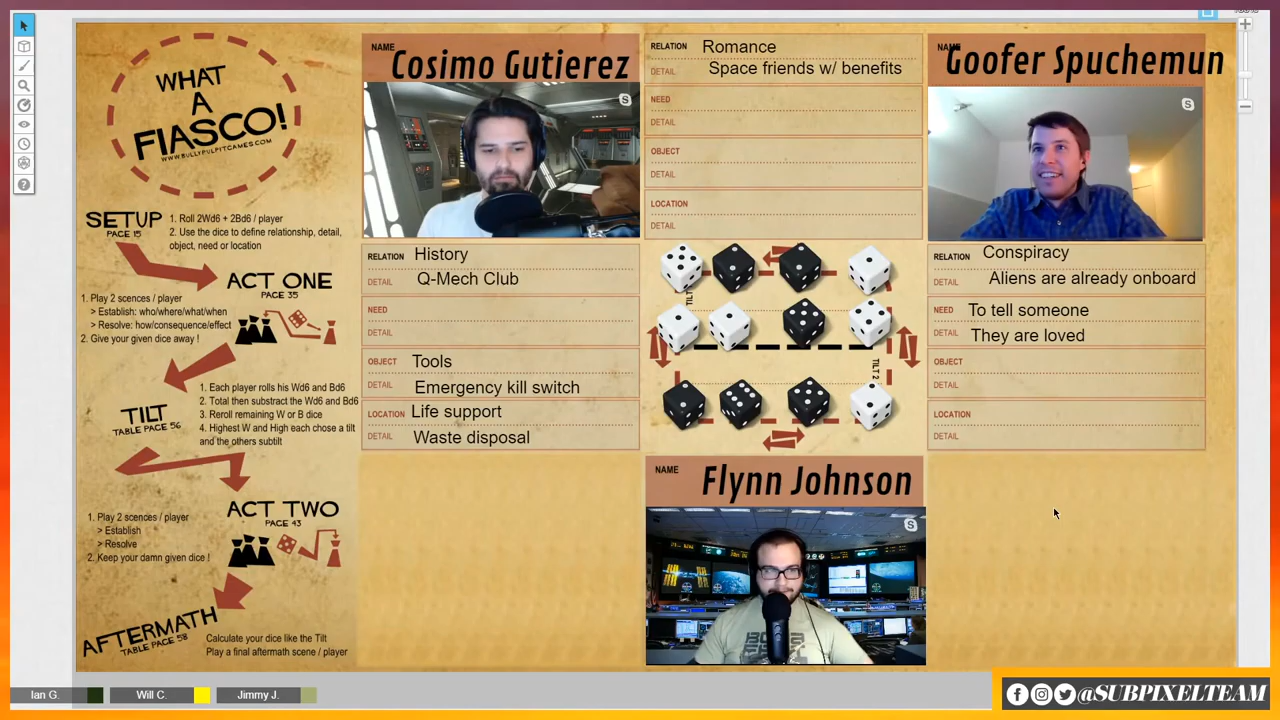 WHAT
A
FIASCO!
WWW.BULLYPULPITGAMES.COM
SETUP
PAGE 15
1. Roll 2Wd6 + 2Bd6 / player
2. Use the dice to define relationship, detail,
object, need or location
ACT ONE
PAGE 35
1. Play 2 scences / player
> Establish: who/where/what/when
> Resolve: how/consequence/effect
2. Give your given dice away !
TILT
TABLE PAGE 56
1. Each player rolls his Wd6 and Bd6
2. Total then substract the Wd6 and Bd6
3. Reroll remaining W or B dice
4. Highest W and High each chose a tilt
and the others subtilt
ACT TWO
PAGE 43
1. Play 2 scences / player
> Establish
> Resolve
2. Keep your damn given dice !
AFTERMATH
TABLE PAGE 58
Calculate your dice like the Tilt
Play a final aftermath scene / player
NAME
Cosimo Gutierez
RELATION Romance
DETAIL Space friends w/ benefits
NEED
DETAIL
OBJECT
DETAIL
LOCATION
DETAIL
NAME
Goofer Spuchemun
RELATION History
DETAIL Q-Mech Club
NEED
DETAIL
OBJECT Tools
DETAIL Emergency kill switch
LOCATION Life support
DETAIL Waste disposal
TILT
TILT 2
RELATION Conspiracy
DETAIL Aliens are already onboard
NEED To tell someone
DETAIL They are loved
OBJECT
DETAIL
LOCATION
DETAIL
NAME
Flynn Johnson
Ian G.
Will C.
Jimmy J.
@SUBPIXELTEAM